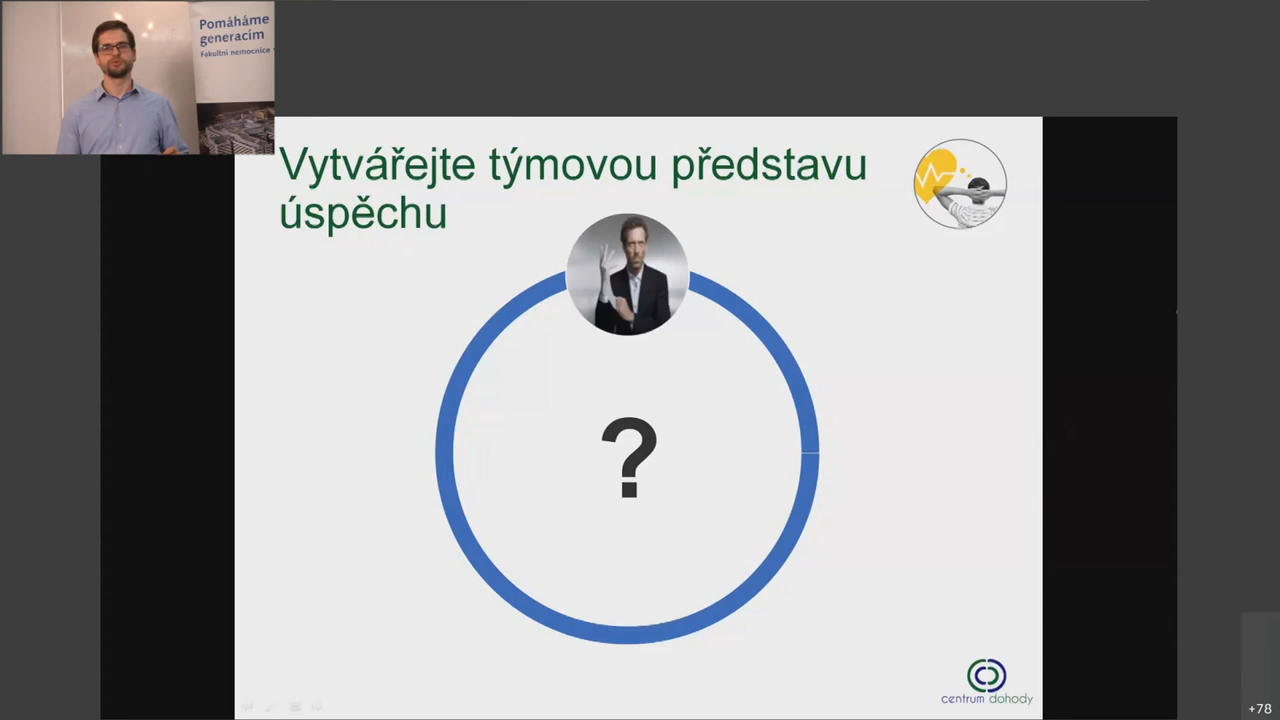 Pomáháme
generacím
Fakultní nemocnice
Vytvářejte týmovou představu
úspěchu
?
centrum dohody
+78